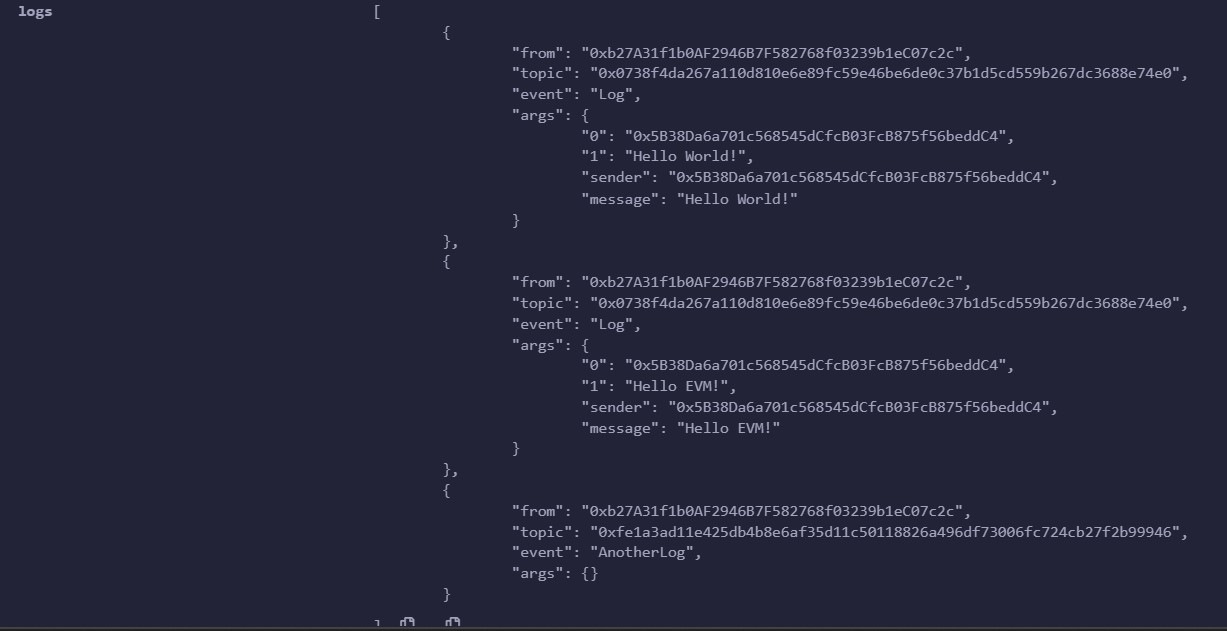 logs [
{
"from": "0xb27A31f1b0AF2946B7F582768f03239b1eC07c2c",
"topic": "0x0738f4da267a110d810e6e89fc59e46be6de0c37b1d5cd559b267dc3688e74e0",
"event": "Log",
"args": {
"0": "0x5B38Da6a701c568545dCfcB03FcB875f56beddC4",
"1": "Hello World!",
"sender": "0x5B38Da6a701c568545dCfcB03FcB875f56beddC4",
"message": "Hello World!"
}
},
{
"from": "0xb27A31f1b0AF2946B7F582768f03239b1eC07c2c",
"topic": "0x0738f4da267a110d810e6e89fc59e46be6de0c37b1d5cd559b267dc3688e74e0",
"event": "Log",
"args": {
"0": "0x5B38Da6a701c568545dCfcB03FcB875f56beddC4",
"1": "Hello EVM!",
"sender": "0x5B38Da6a701c568545dCfcB03FcB875f56beddC4",
"message": "Hello EVM!"
}
},
{
"from": "0xb27A31f1b0AF2946B7F582768f03239b1eC07c2c",
"topic": "0xfe1a3ad11e425db4b8e6af35d11c50118826a496df73006fc724cb27f2b99946",
"event": "AnotherLog",
"args": {}
}
]